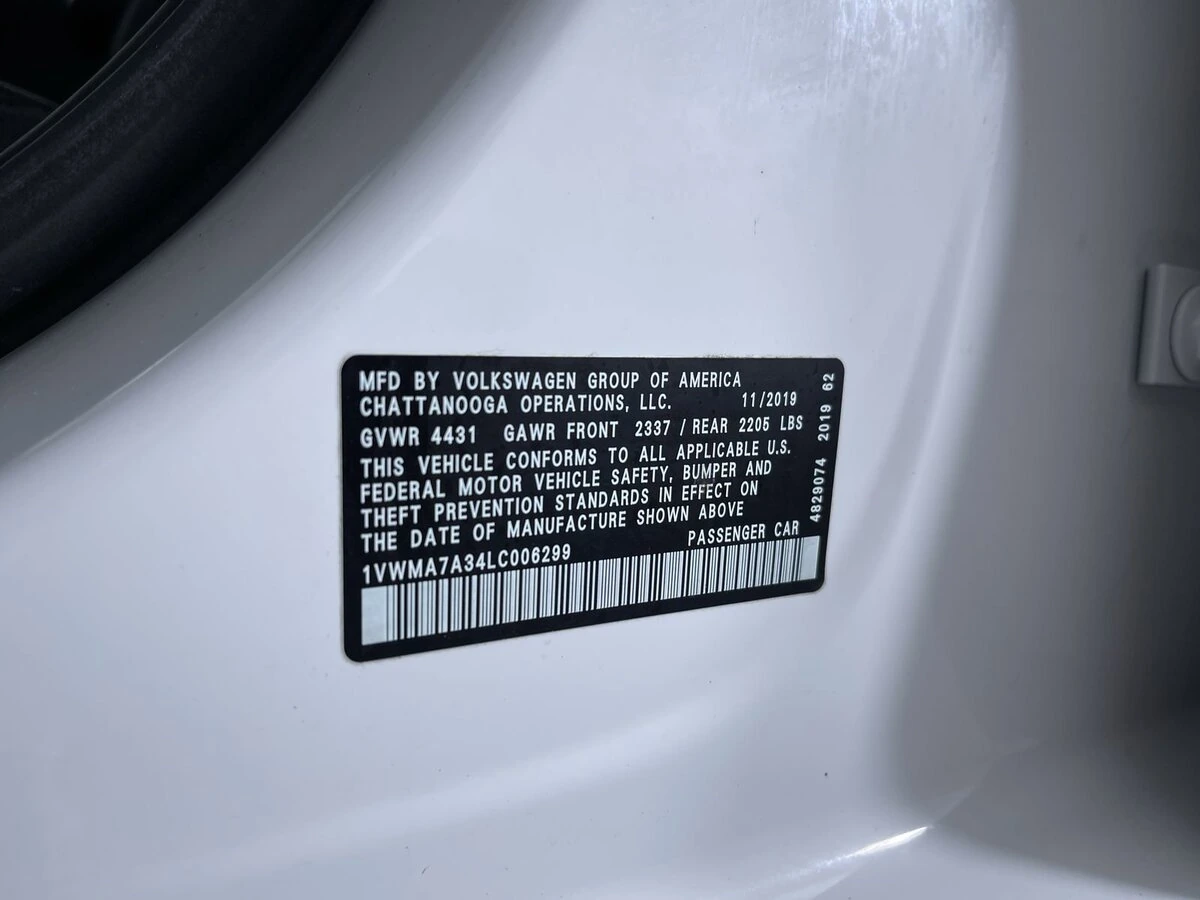 MFD BY VOLKSWAGEN GROUP OF AMERICA
CHATTANOOGA OPERATIONS, LLC. 11/2019
GVWR 4431 GAWR FRONT 2337 / REAR 2205 LBS
THIS VEHICLE CONFORMS TO ALL APPLICABLE U.S.
FEDERAL MOTOR VEHICLE SAFETY, BUMPER AND
THEFT PREVENTION STANDARDS IN EFFECT ON
THE DATE OF MANUFACTURE SHOWN ABOVE
1VWMA7A34LC006299 PASSENGER CAR
4829074 2019 62